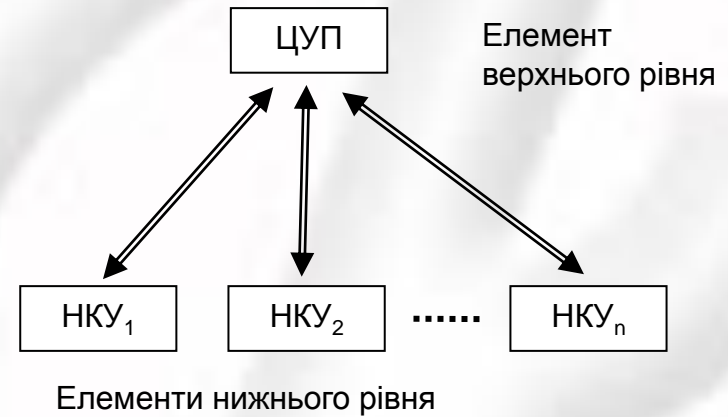 ЦУП
Елемент
верхнього рівня
НКУ₁ НКУ₂ ...... НКУₙ
Елементи нижнього рівня